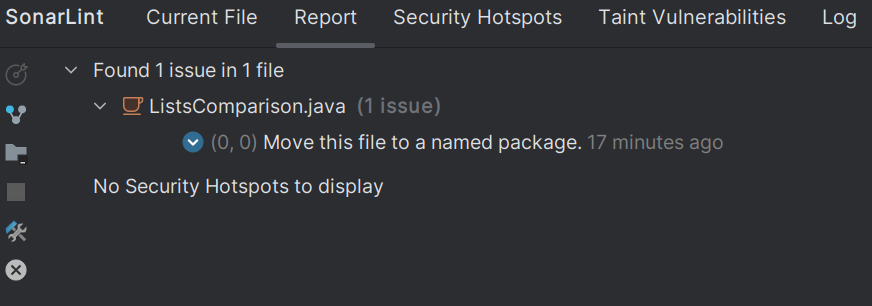 SonarLint Current File Report Security Hotspots Taint Vulnerabilities Log
Found 1 issue in 1 file
ListsComparison.java (1 issue)
(0, 0) Move this file to a named package. 17 minutes ago
No Security Hotspots to display